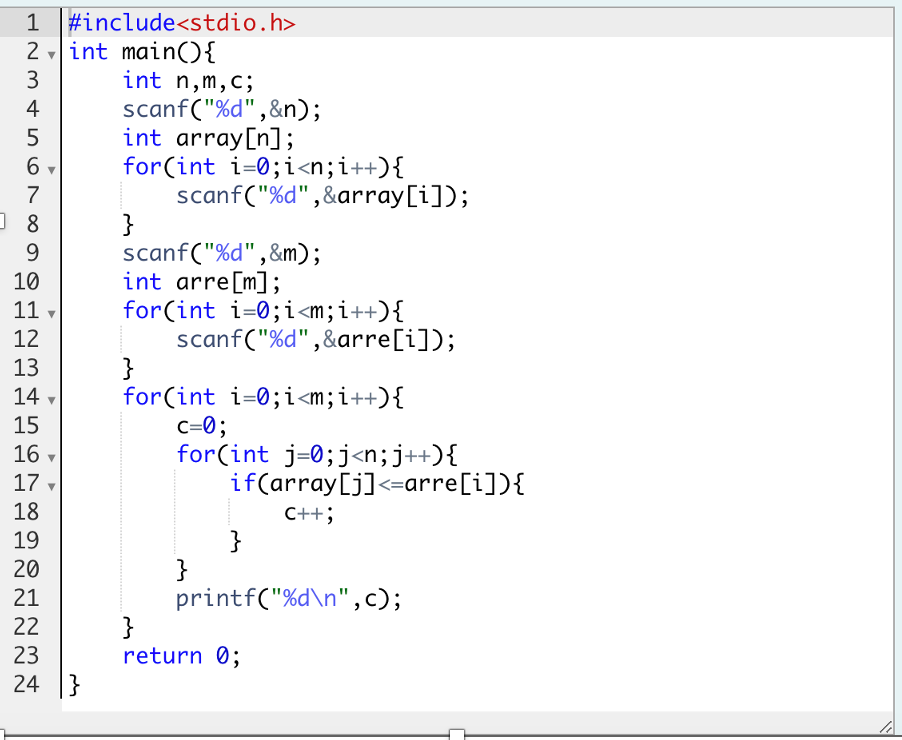 1 #include<stdio.h>
2 int main(){
3     int n,m,c;
4     scanf("%d",&n);
5     int array[n];
6     for(int i=0;i<n;i++){
7         scanf("%d",&array[i]);
8     }
9     scanf("%d",&m);
10     int arre[m];
11     for(int i=0;i<m;i++){
12         scanf("%d",&arre[i]);
13     }
14     for(int i=0;i<m;i++){
15         c=0;
16         for(int j=0;j<n;j++){
17             if(array[j]<=arre[i]){
18                 c++;
19             }
20         }
21         printf("%d\n",c);
22     }
23     return 0;
24 }